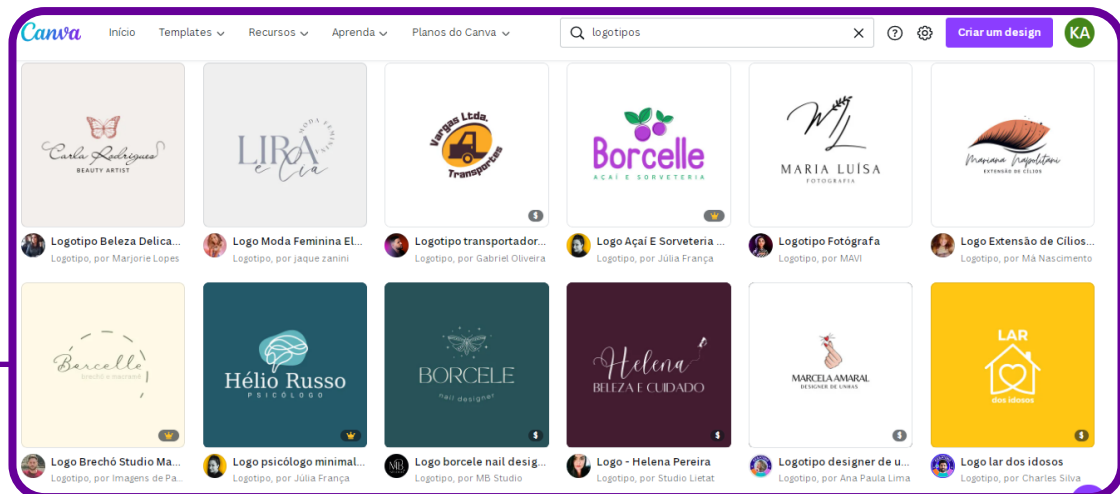 Canva Início Templates Recursos Aprenda Planos do Canva logotipos Criar um design KA
Carla Rodrigues
BEAUTY ARTIST
LIRA
e Lia
MODA FEMININA
Vargas Ltda.
Transportes
Borcelle
AÇAÍ E SORVETERIA
ML
MARIA LUÍSA
FOTOGRAFIA
Mariana Napolitani
EXTENSÃO DE CÍLIOS
$
Logotipo Beleza Delica... Logo Moda Feminina El... Logotipo transportador... Logo Açaí E Sorveteria ... Logotipo Fotógrafa Logo Extensão de Cílios...
Logotipo, por Marjorie Lopes Logotipo, por jaque zanini Logotipo, por Gabriel Oliveira Logotipo, por Júlia França Logotipo, por MAVI Logotipo, por Má Nascimento
Borcelle
brechó e macramê
Hélio Russo
PSICÓLOGO
BORCELE
nail designer
Helena
BELEZA E CUIDADO
MARCELA AMARAL
DESIGNER DE UNHAS
LAR
dos idosos
$ $ $ $
MB
Logo Brechó Studio Ma... Logo psicólogo minimal... Logo borcele nail desig... Logo - Helena Pereira Logotipo designer de u... Logo lar dos idosos
Logotipo, por Imagens de Pa... Logotipo, por Júlia França Logotipo, por MB Studio Logotipo, por Studio Lietat Logotipo, por Ana Paula Lima Logotipo, por Charles Silva